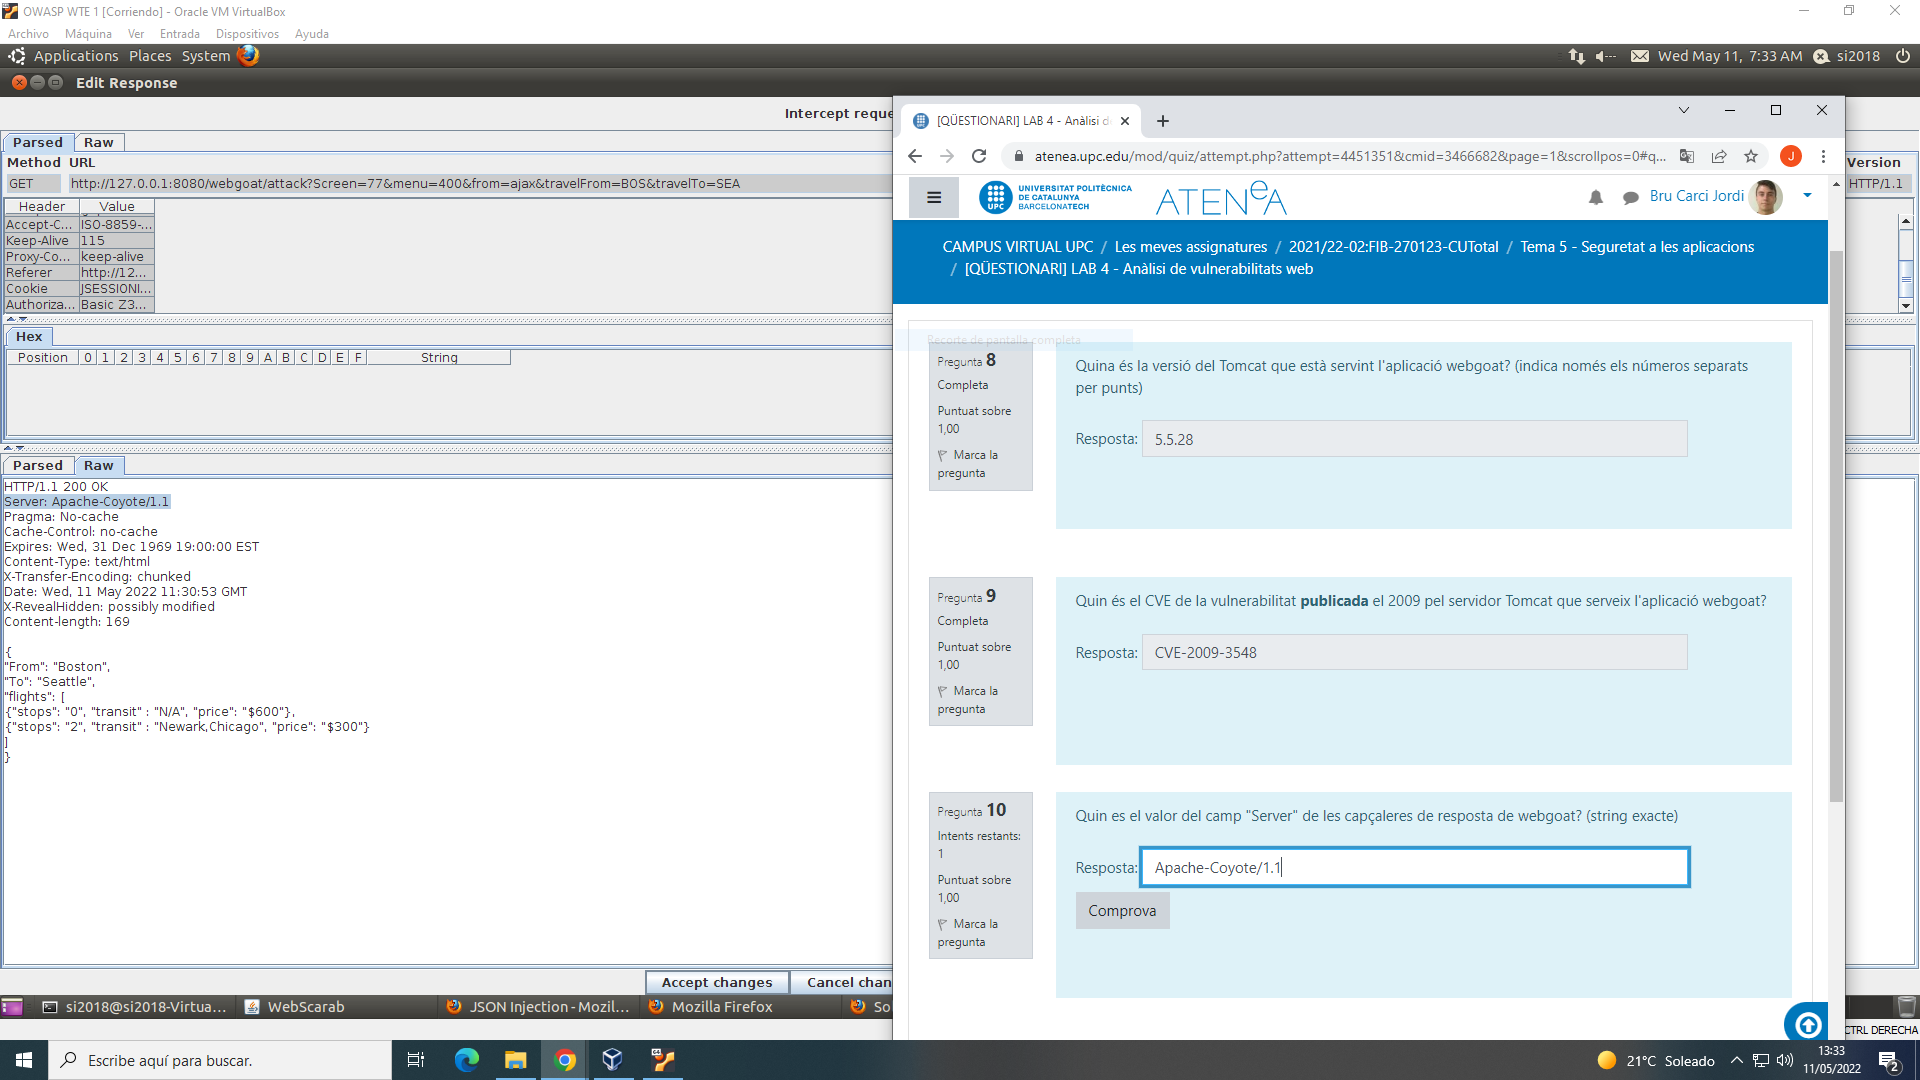 OWASP WTE 1 [Corriendo] - Oracle VM VirtualBox
Archivo Máquina Ver Entrada Dispositivos Ayuda
Applications Places System
Wed May 11, 7:33 AM si2018
Edit Response
Intercept reque
Parsed Raw
Method URL
Version
GET http://127.0.0.1:8080/webgoat/attack?Screen=77&menu=400&from=ajax&travelFrom=BOS&travelTo=SEA
HTTP/1.1
Header Value
Accept-C... ISO-8859-...
Keep-Alive 115
Proxy-Co... keep-alive
Referer http://12...
Cookie JSESSIONI...
Authoriza... Basic Z3...
Hex
Position 0 1 2 3 4 5 6 7 8 9 A B C D E F String
Parsed Raw
HTTP/1.1 200 OK
Server: Apache-Coyote/1.1
Pragma: No-cache
Cache-Control: no-cache
Expires: Wed, 31 Dec 1969 19:00:00 EST
Content-Type: text/html
X-Transfer-Encoding: chunked
Date: Wed, 11 May 2022 11:30:53 GMT
X-RevealHidden: possibly modified
Content-length: 169
{
"From": "Boston",
"To": "Seattle",
"flights": [
{"stops": "0", "transit" : "N/A", "price": "$600"},
{"stops": "2", "transit" : "Newark,Chicago", "price": "$300"}
]
}
Accept changes Cancel chan
[QÜESTIONARI] LAB 4 - Anàlisi d
atenea.upc.edu/mod/quiz/attempt.php?attempt=4451351&cmid=3466682&page=1&scrollpos=0#q...
J
UPC
UNIVERSITAT POLITÈCNICA
DE CATALUNYA
BARCELONATECH
ATENeA
Bru Carci Jordi
CAMPUS VIRTUAL UPC / Les meves assignatures / 2021/22-02:FIB-270123-CUTotal / Tema 5 - Seguretat a les aplicacions
/ [QÜESTIONARI] LAB 4 - Anàlisi de vulnerabilitats web
Recorte de pantalla completa
Pregunta 8
Completa
Puntuat sobre
1,00
Marca la
pregunta
Quina és la versió del Tomcat que està servint l'aplicació webgoat? (indica només els números separats
per punts)
Resposta: 5.5.28
Pregunta 9
Completa
Puntuat sobre
1,00
Marca la
pregunta
Quin és el CVE de la vulnerabilitat publicada el 2009 pel servidor Tomcat que serveix l'aplicació webgoat?
Resposta: CVE-2009-3548
Pregunta 10
Intents restants:
1
Puntuat sobre
1,00
Marca la
pregunta
Quin es el valor del camp "Server" de les capçaleres de resposta de webgoat? (string exacte)
Resposta: Apache-Coyote/1.1
Comprova
si2018@si2018-Virtua... WebScarab JSON Injection - Mozil... Mozilla Firefox So
CTRL DERECHA
Escribe aquí para buscar.
21°C Soleado
13:33
11/05/2022
2